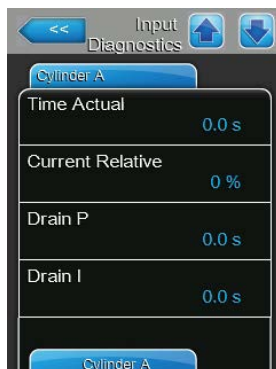 << Input
Diagnostics
Cylinder A
Time Actual
0.0 s
Current Relative
0 %
Drain P
0.0 s
Drain I
0.0 s
Cylinder A